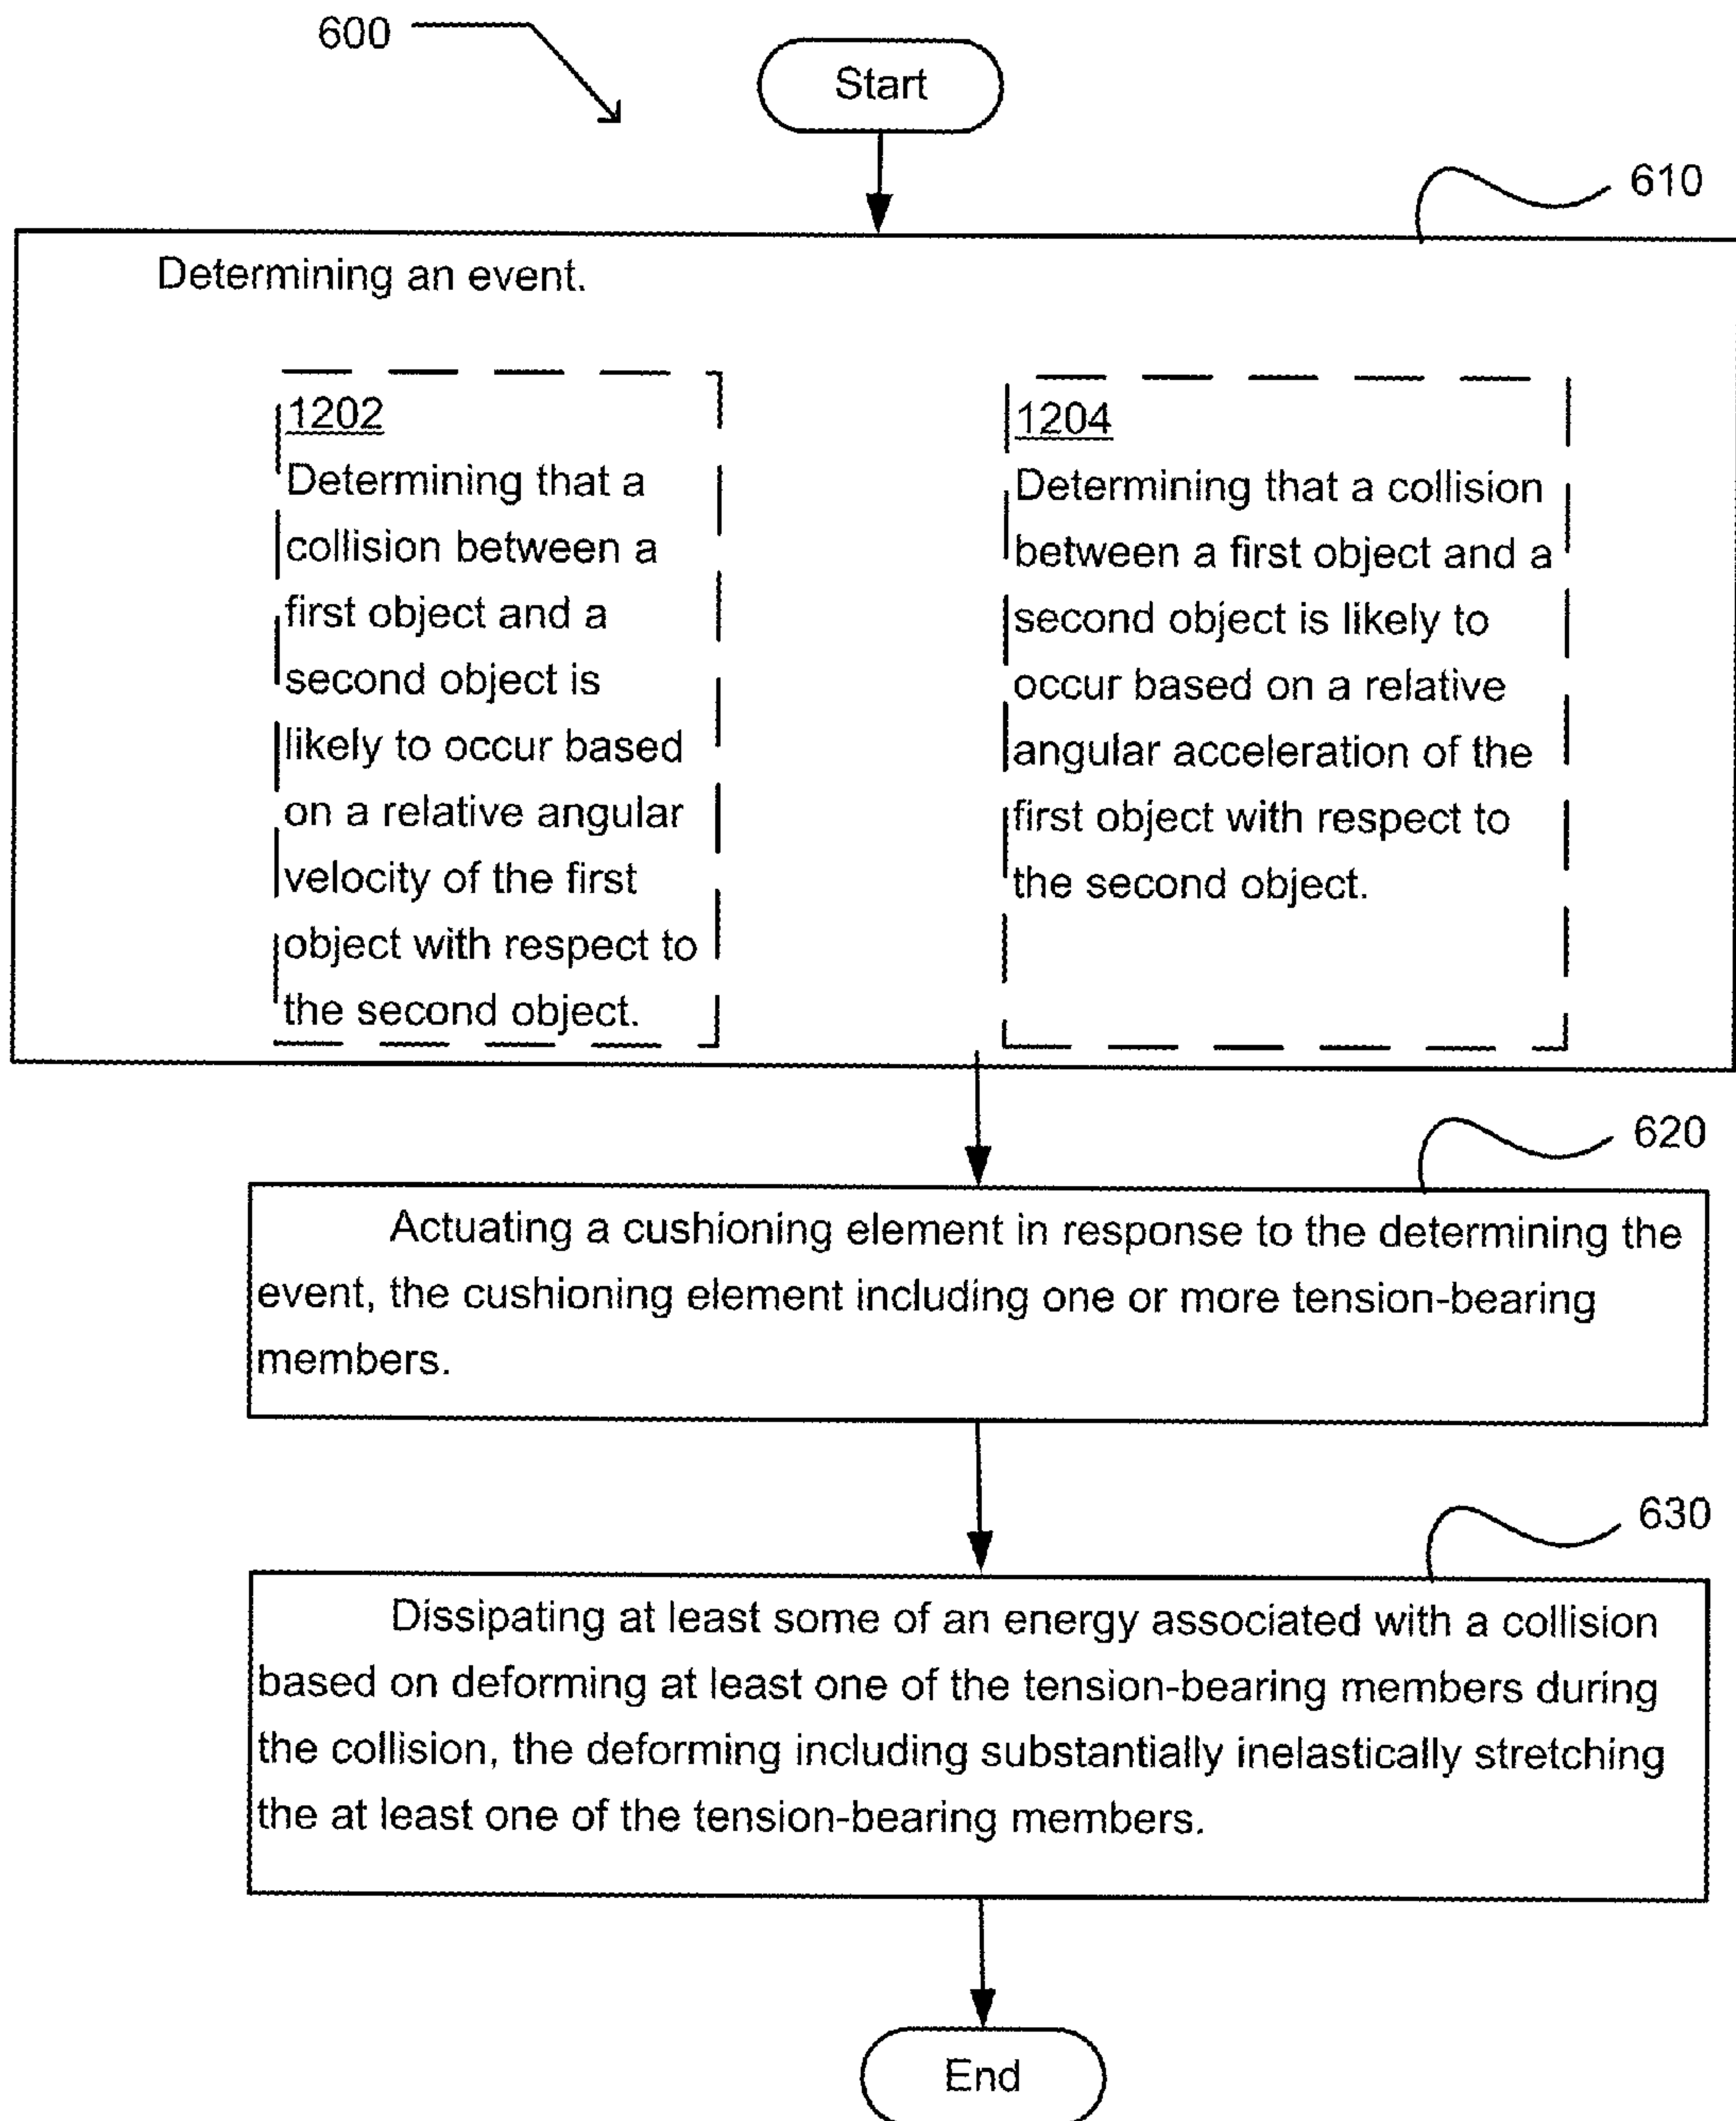 600
Start
610
Determining an event.
1202
Determining that a
collision between a
first object and a
second object is
likely to occur based
on a relative angular
velocity of the first
object with respect to
the second object.
1204
Determining that a collision
between a first object and a
second object is likely to
occur based on a relative
angular acceleration of the
first object with respect to
the second object.
620
Actuating a cushioning element in response to the determining the
event, the cushioning element including one or more tension-bearing
members.
630
Dissipating at least some of an energy associated with a collision
based on deforming at least one of the tension-bearing members during
the collision, the deforming including substantially inelastically stretching
the at least one of the tension-bearing members.
End